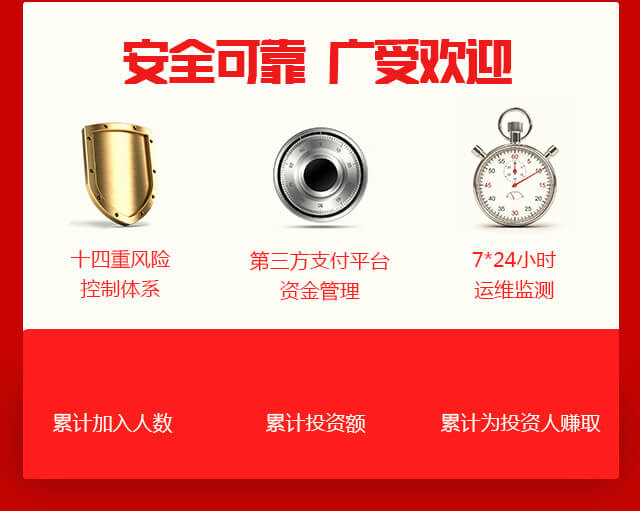 安全可靠 广受欢迎
十四重风险
控制体系
第三方支付平台
资金管理
7*24小时
运维监测
累计加入人数
累计投资额
累计为投资人赚取